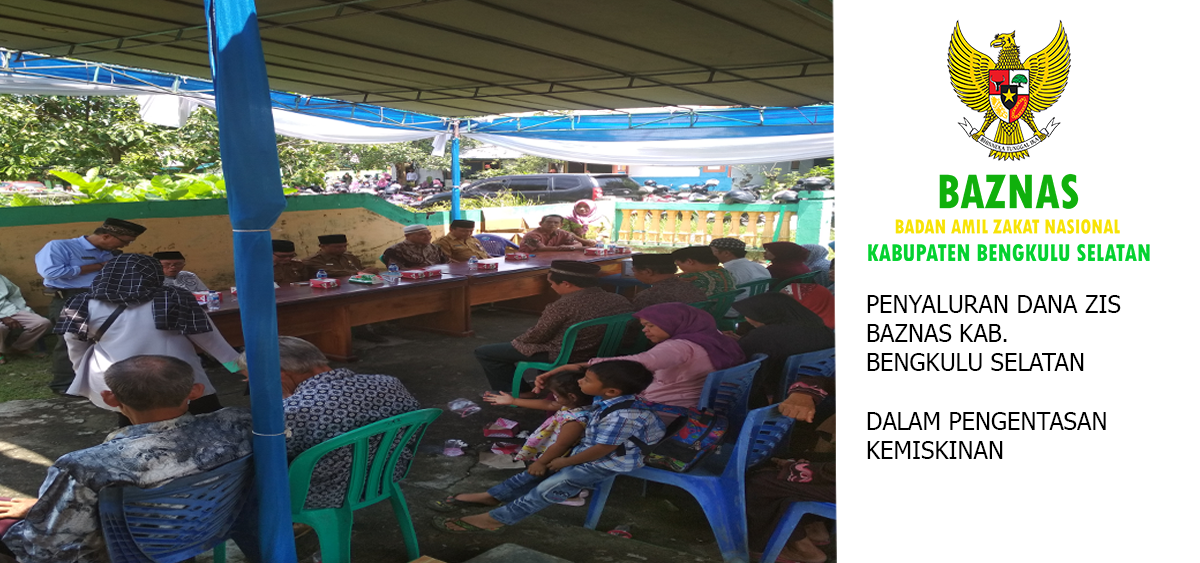 BHINNEKA TUNGGAL IKA
BAZNAS
BADAN AMIL ZAKAT NASIONAL
KABUPATEN BENGKULU SELATAN
PENYALURAN DANA ZIS
BAZNAS KAB.
BENGKULU SELATAN
DALAM PENGENTASAN
KEMISKINAN